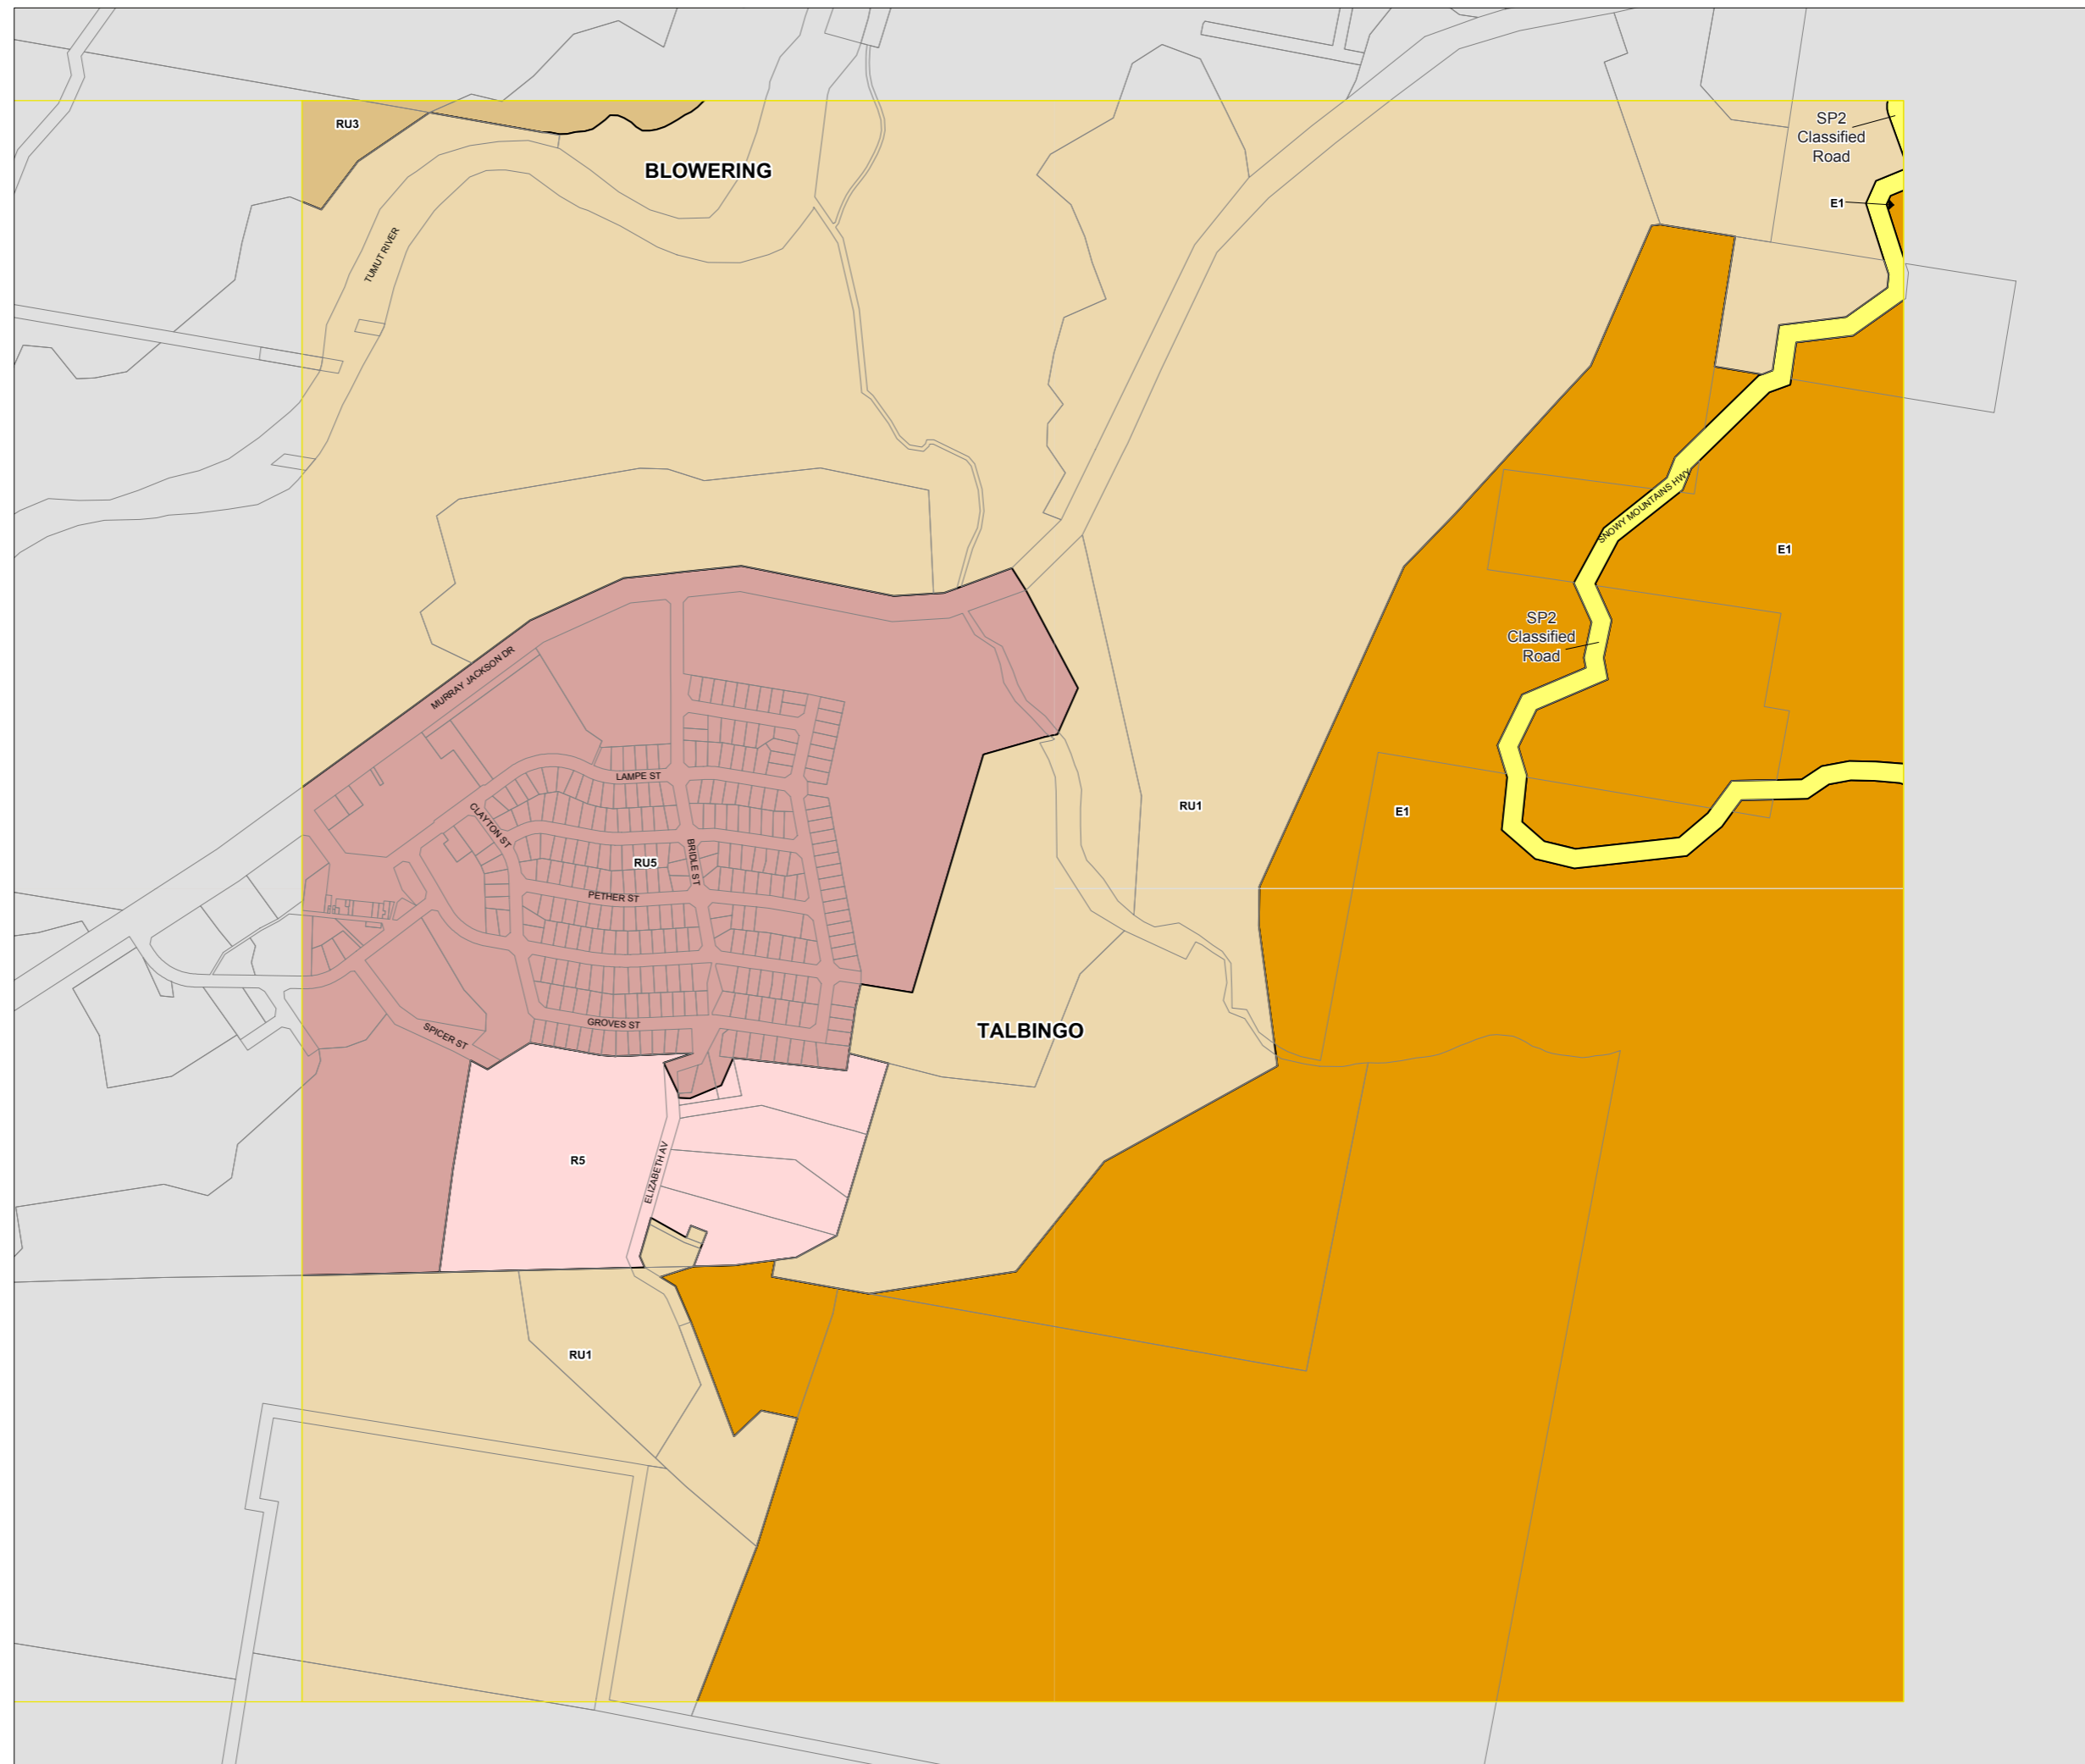 RU3
BLOWERING
SP2
Classified
Road
E1
TUMUT RIVER
SNOWY MOUNTAINS HWY
E1
SP2
Classified
Road
MURRAY JACKSON DR
LAMPE ST
RU1
E1
CLAYTON ST
BRIDLE ST
RU5
PETHER ST
GROVES ST
SPICER ST
TALBINGO
R5
ELIZABETH AV
RU1